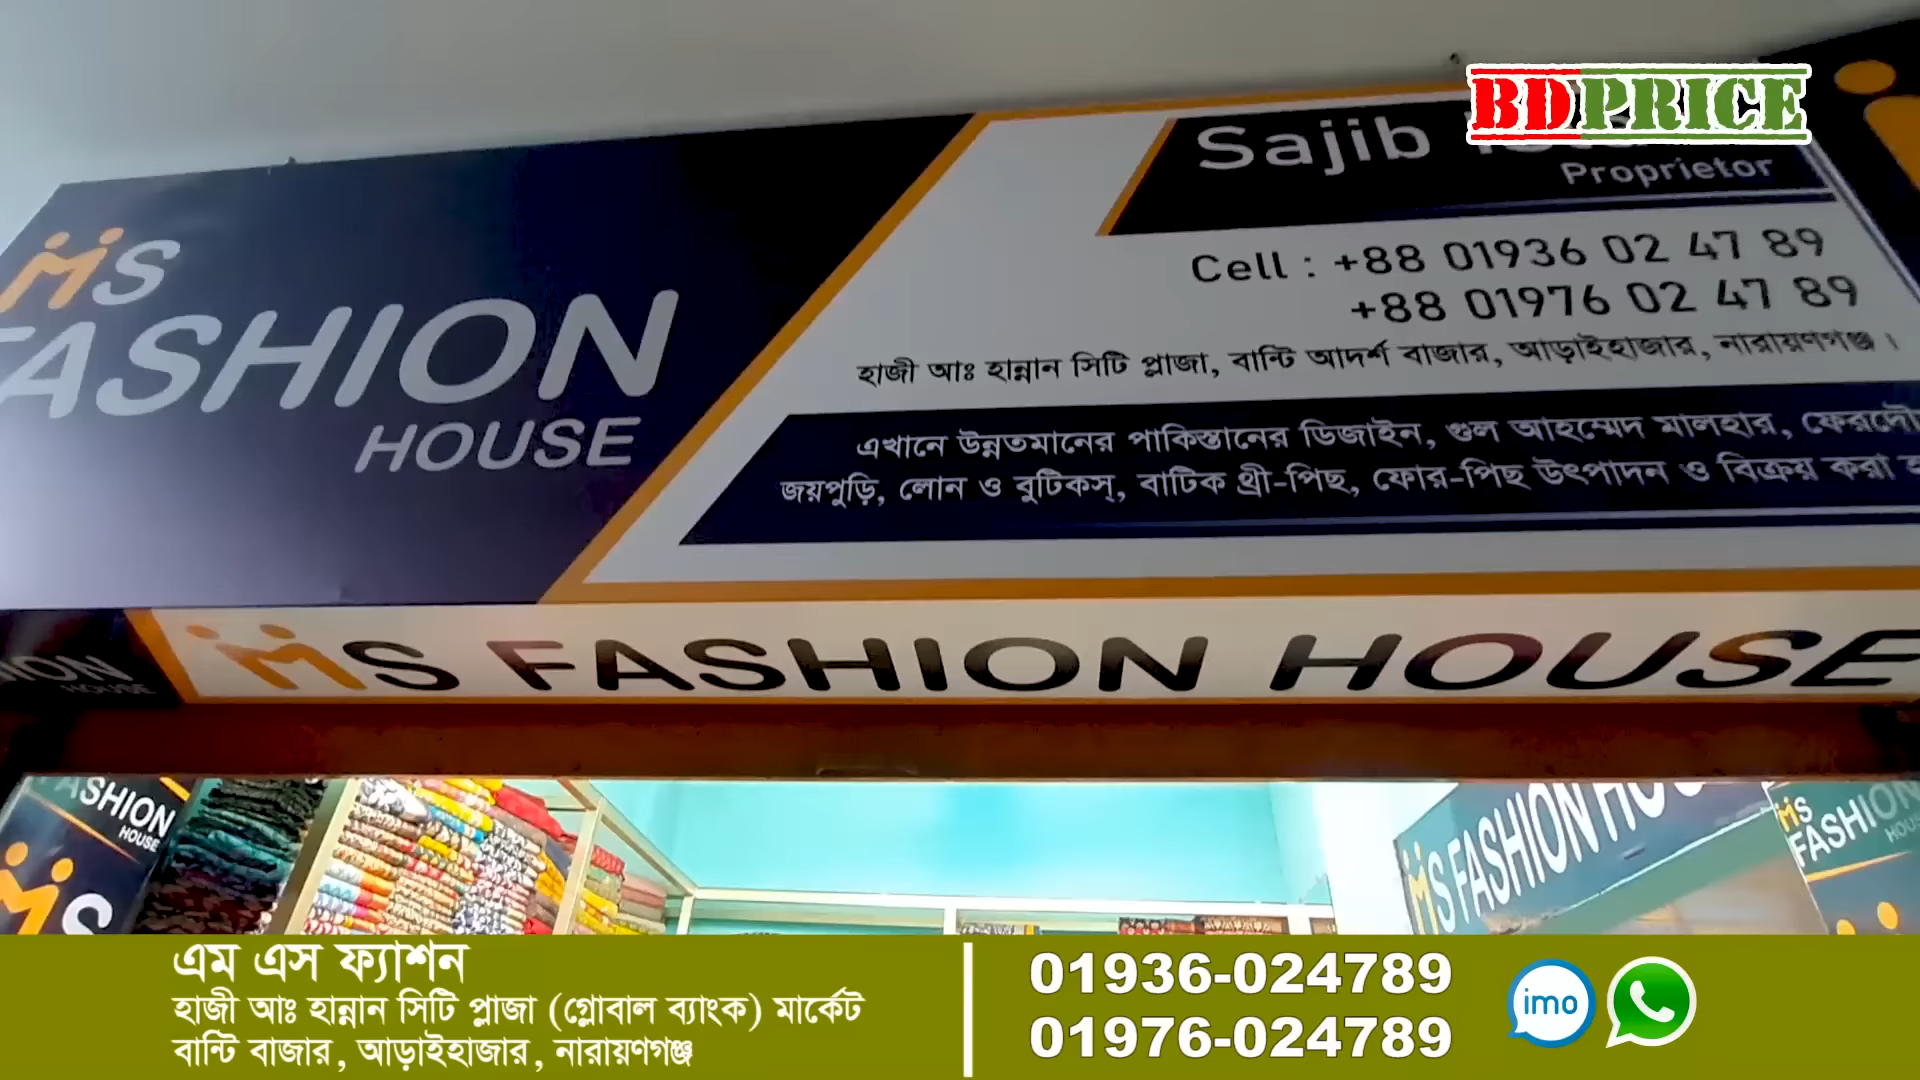 BDPRICE
Sajib
Proprietor
MS
FASHION
HOUSE
Cell : +88 01936 02 47 89
+88 01976 02 47 89
হাজী আঃ হান্নান সিটি প্লাজা, বান্টি আদর্শ বাজার, আড়াইহাজার, নারায়ণগঞ্জ।
এখানে উন্নতমানের পাকিস্তানের ডিজাইন, গুল আহম্মেদ মালহার,
জয়পুড়ি, লোন ও বুটিকস্, বাটিক থ্রী-পিছ, ফোর-পিছ উৎপাদন ও বিক্রয় করা
MS FASHION HOUSE
HOUSE
FASHION
HOUSE
MS
MS FASHION
MS
FASHION
এম এস ফ্যাশন
হাজী আঃ হান্নান সিটি প্লাজা (গ্লোবাল ব্যাংক) মার্কেট
বান্টি বাজার, আড়াইহাজার, নারায়ণগঞ্জ
01936-024789
01976-024789
imo